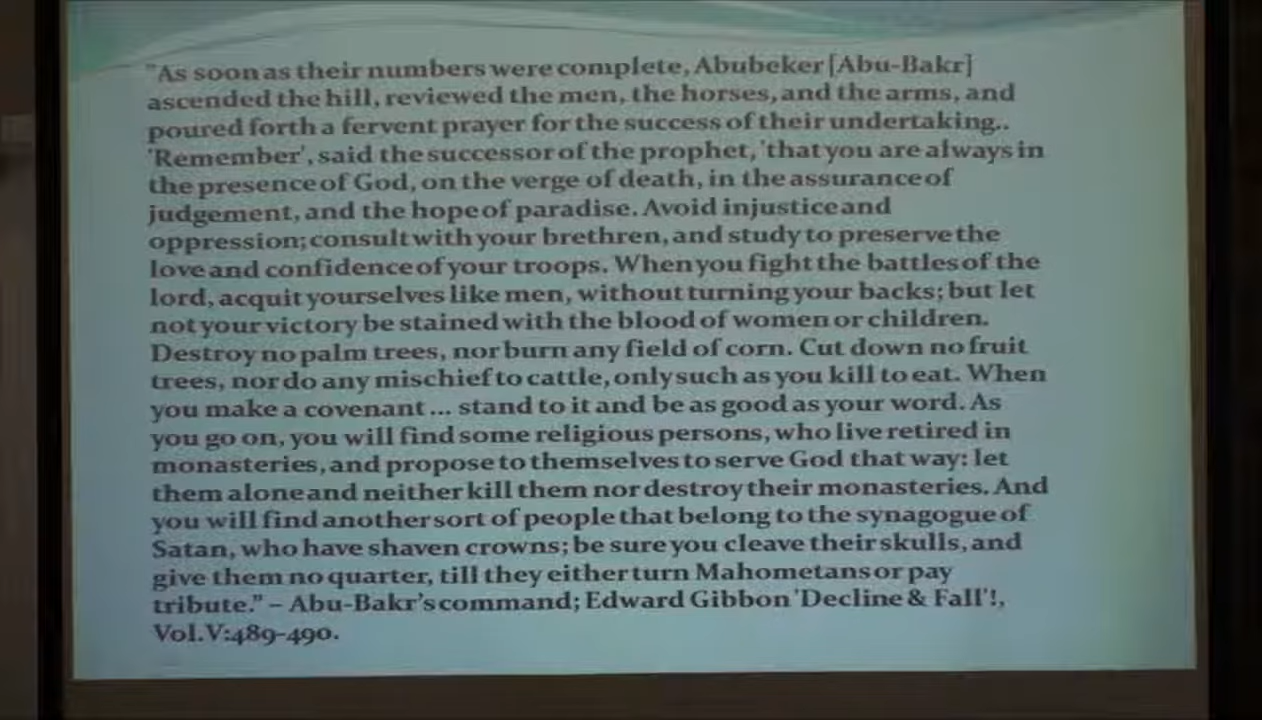 "As soon as their numbers were complete, Abubeker [Abu-Bakr]
ascended the hill, reviewed the men, the horses, and the arms, and
poured forth a fervent prayer for the success of their undertaking..
'Remember', said the successor of the prophet, 'that you are always in
the presence of God, on the verge of death, in the assurance of
judgement, and the hope of paradise. Avoid injustice and
oppression; consult with your brethren, and study to preserve the
love and confidence of your troops. When you fight the battles of the
lord, acquit yourselves like men, without turning your backs; but let
not your victory be stained with the blood of women or children.
Destroy no palm trees, nor burn any field of corn. Cut down no fruit
trees, nor do any mischief to cattle, only such as you kill to eat. When
you make a covenant ... stand to it and be as good as your word. As
you go on, you will find some religious persons, who live retired in
monasteries, and propose to themselves to serve God that way: let
them alone and neither kill them nor destroy their monasteries. And
you will find another sort of people that belong to the synagogue of
Satan, who have shaven crowns; be sure you cleave their skulls, and
give them no quarter, till they either turn Mahometans or pay
tribute." – Abu-Bakr's command; Edward Gibbon 'Decline & Fall'!,
Vol.V:489-490.